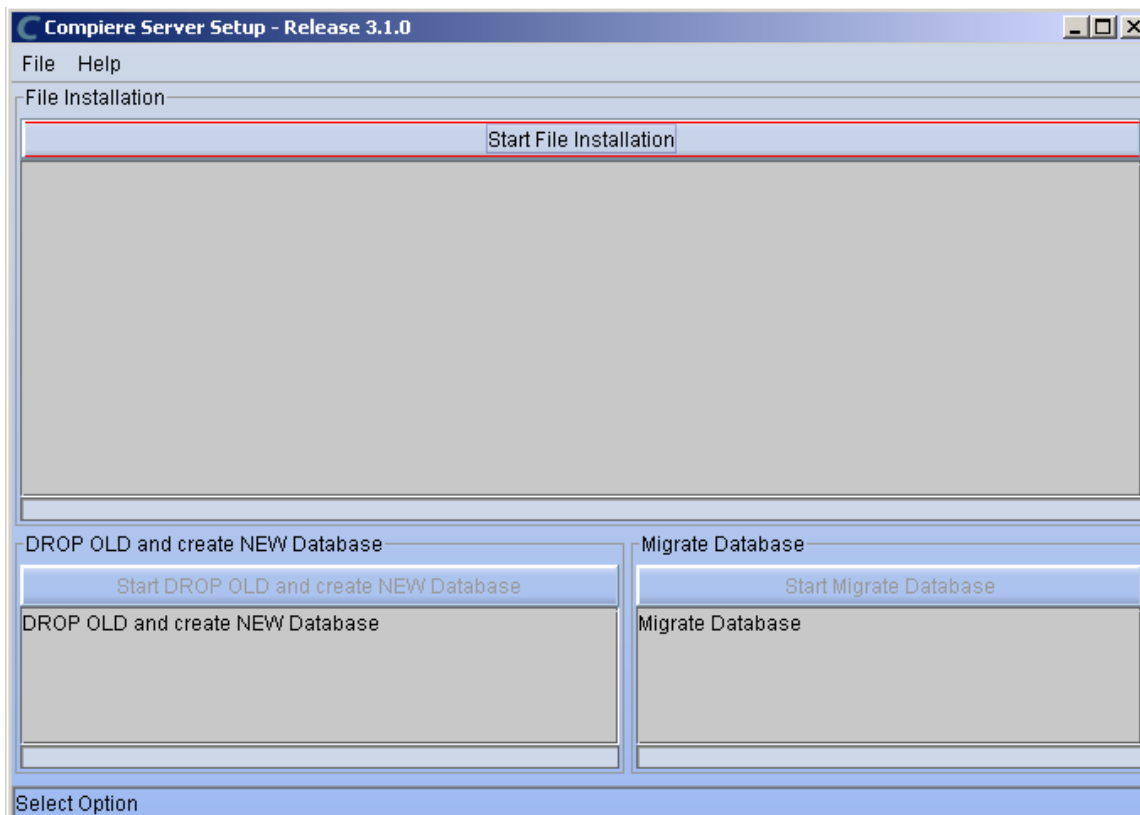 Compiere Server Setup - Release 3.1.0
File Help
File Installation
Start File Installation
DROP OLD and create NEW Database
Start DROP OLD and create NEW Database
DROP OLD and create NEW Database
Migrate Database
Start Migrate Database
Migrate Database
Select Option